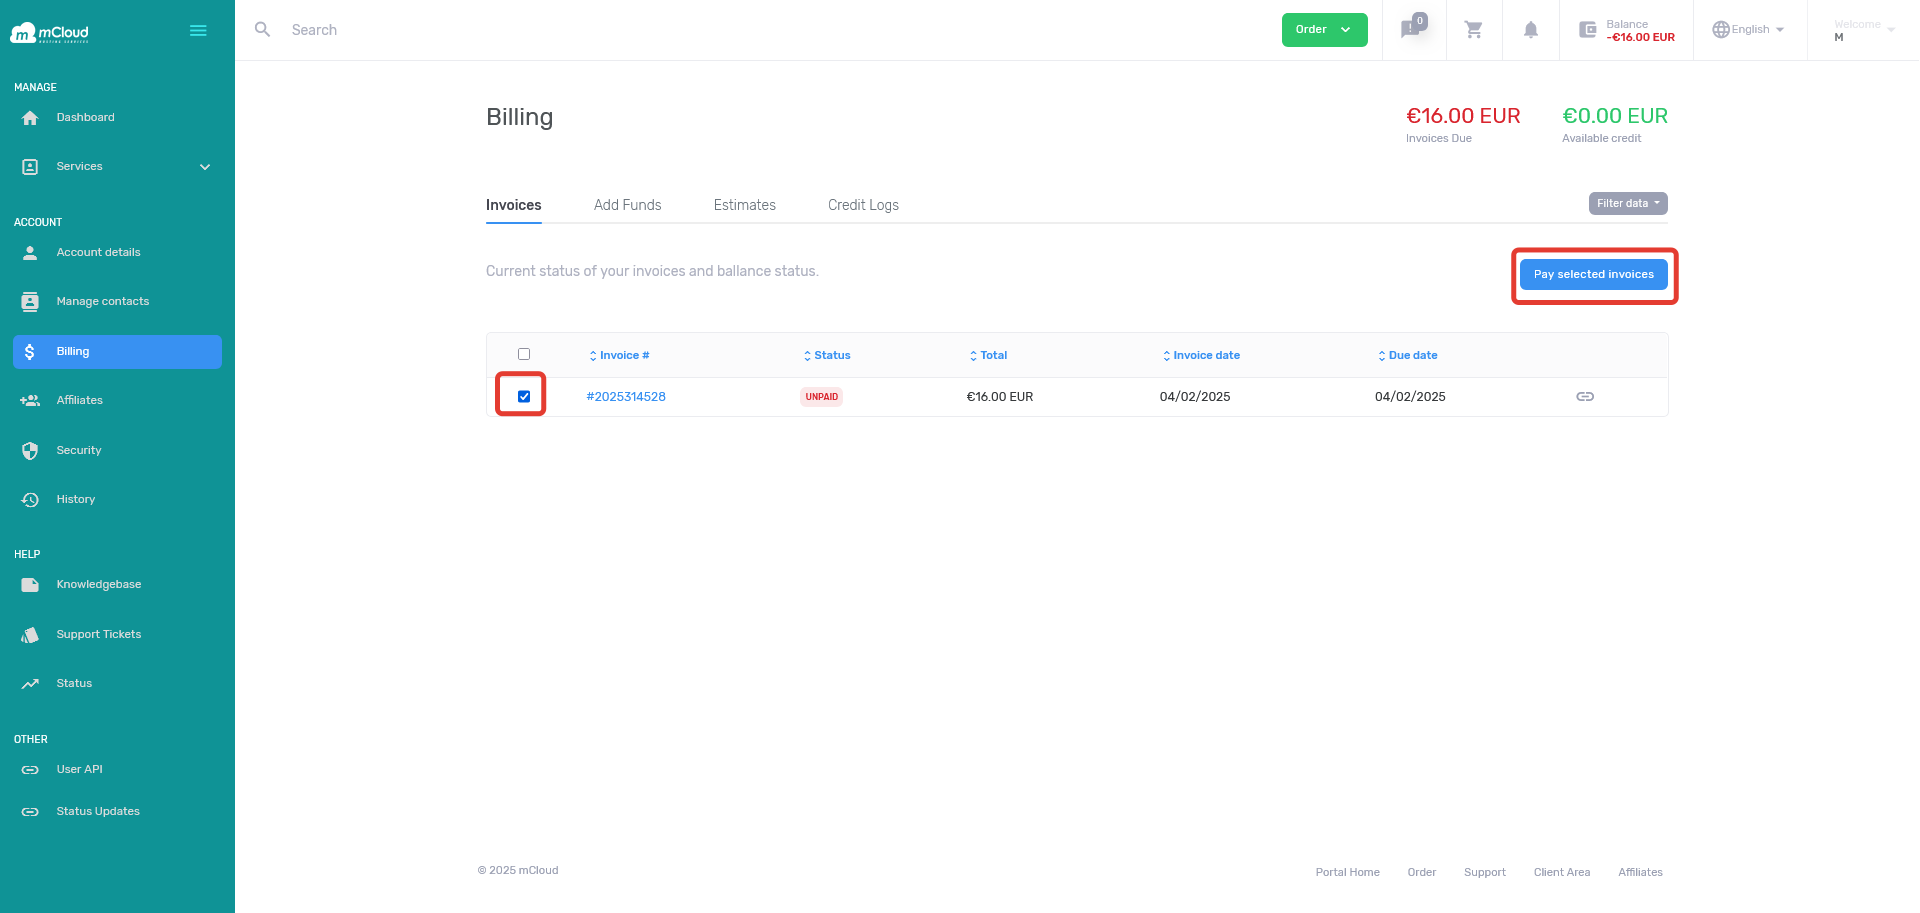 mCloud
Search
Order
0
Balance
-€16.00 EUR
English
Welcome
M
MANAGE
Dashboard
Services
ACCOUNT
Account details
Manage contacts
Billing
Affiliates
Security
History
HELP
Knowledgebase
Support Tickets
Status
OTHER
User API
Status Updates
Billing
€16.00 EUR
Invoices Due
€0.00 EUR
Available credit
Invoices
Add Funds
Estimates
Credit Logs
Filter data
Current status of your invoices and ballance status.
Pay selected invoices
Invoice # Status Total Invoice date Due date
#2025314528 UNPAID €16.00 EUR 04/02/2025 04/02/2025
© 2025 mCloud
Portal Home Order Support Client Area Affiliates